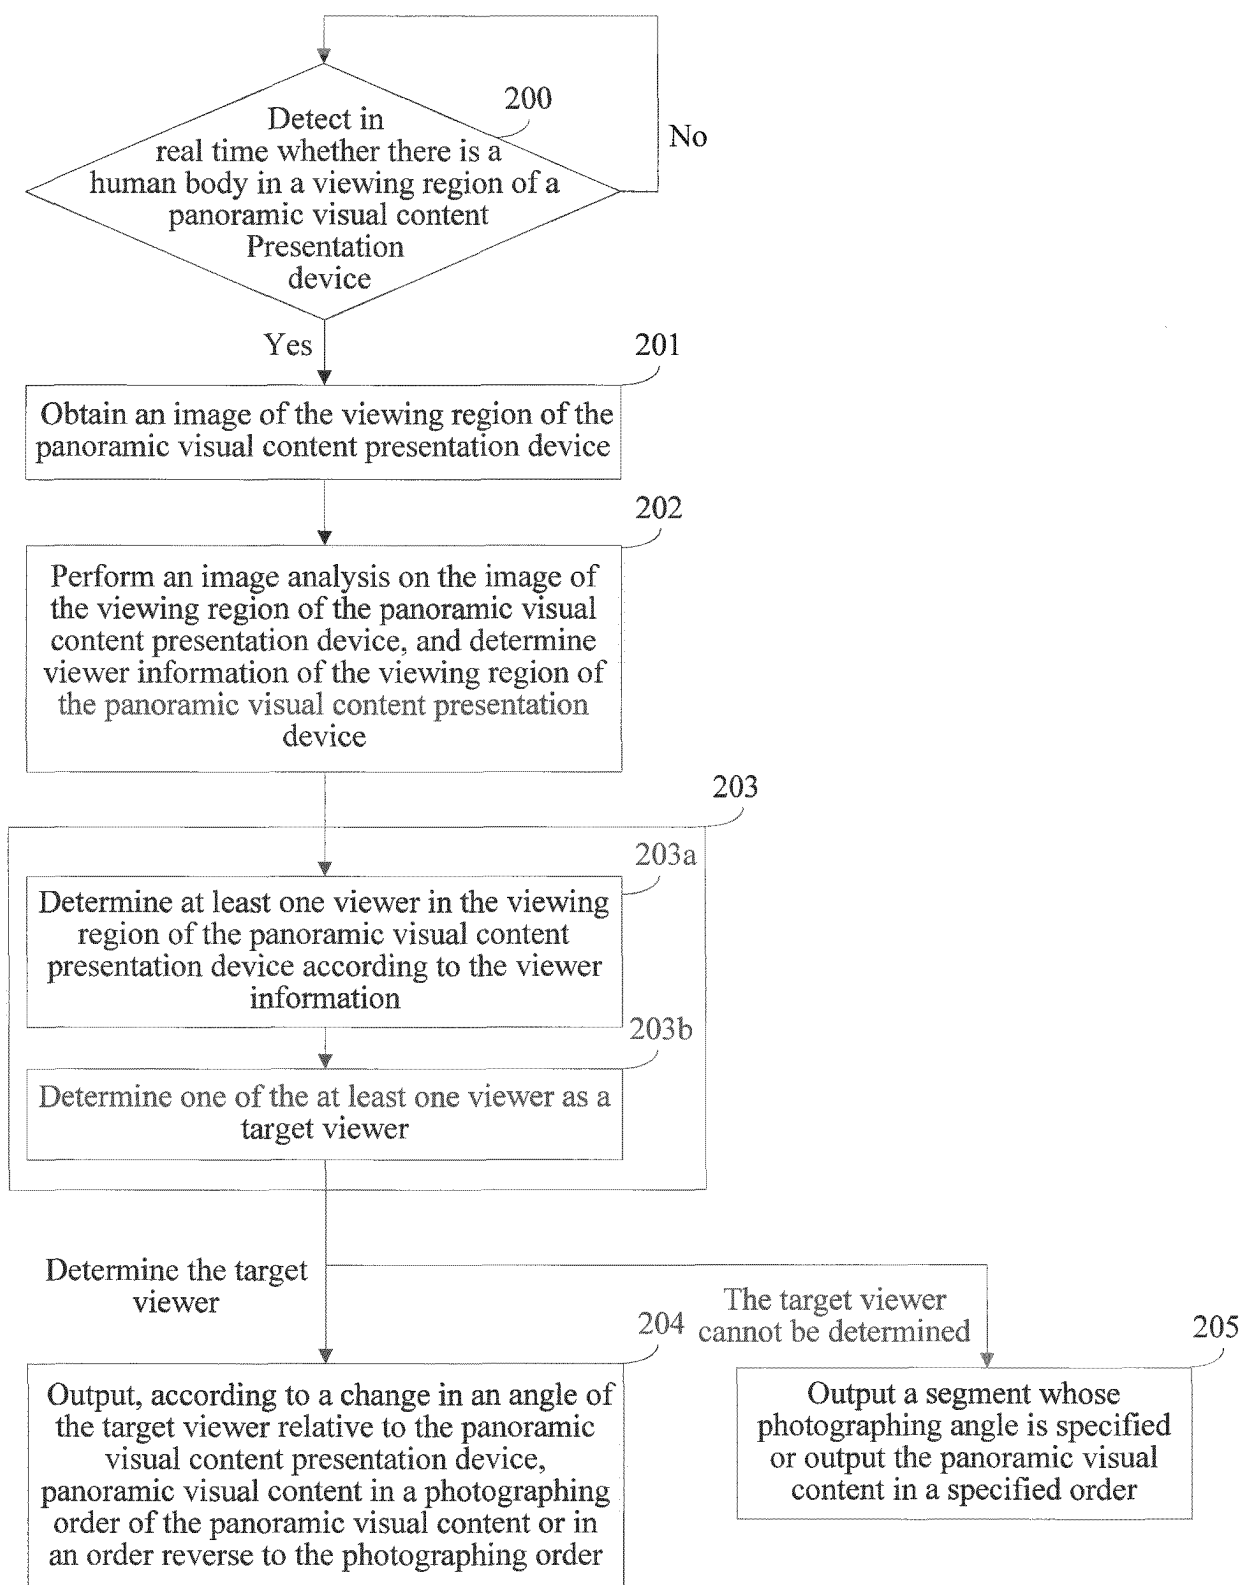 200
Detect in
real time whether there is a
human body in a viewing region of a
panoramic visual content
Presentation
device
No
Yes
201
Obtain an image of the viewing region of the
panoramic visual content presentation device
202
Perform an image analysis on the image of
the viewing region of the panoramic visual
content presentation device, and determine
viewer information of the viewing region of
the panoramic visual content presentation
device
203
203a
Determine at least one viewer in the viewing
region of the panoramic visual content
presentation device according to the viewer
information
203b
Determine one of the at least one viewer as a
target viewer
Determine the target
viewer
The target viewer
cannot be determined
204
Output, according to a change in an angle of
the target viewer relative to the panoramic
visual content presentation device,
panoramic visual content in a photographing
order of the panoramic visual content or in
an order reverse to the photographing order
205
Output a segment whose
photographing angle is specified
or output the panoramic visual
content in a specified order